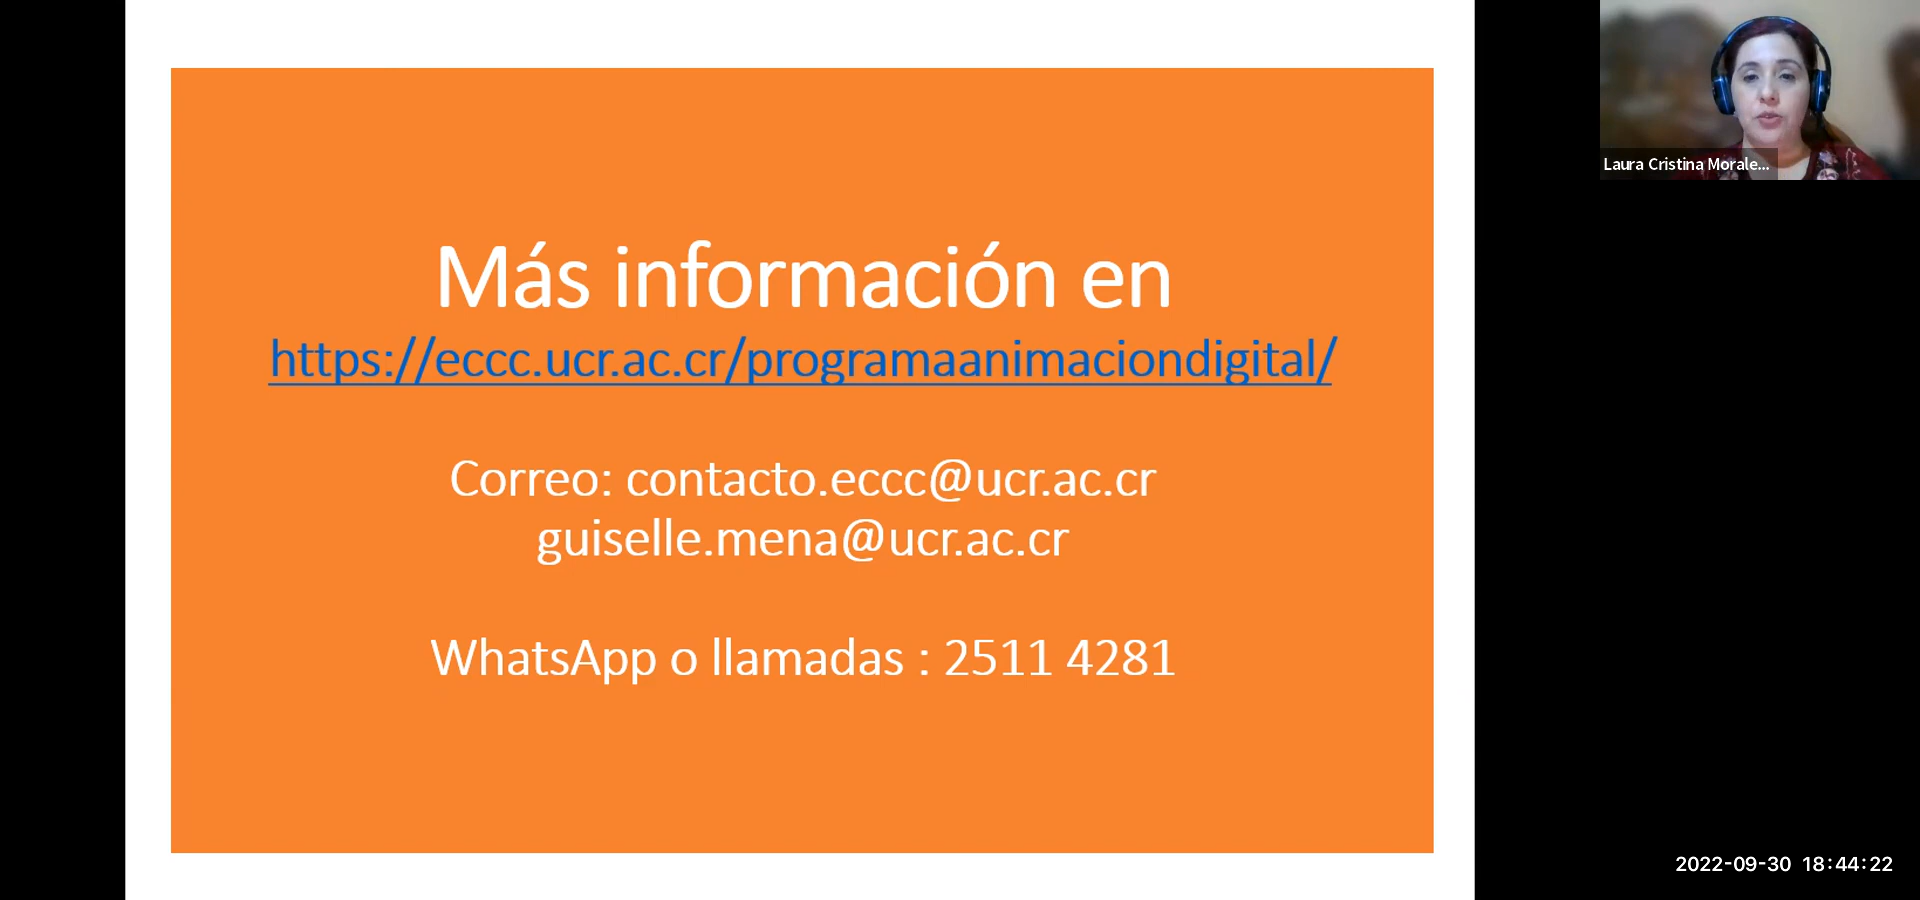 Más información en
https://eccc.ucr.ac.cr/programaanimaciondigital/
Correo: contacto.eccc@ucr.ac.cr
guiselle.mena@ucr.ac.cr
WhatsApp o llamadas : 2511 4281
Laura Cristina Morale...
2022-09-30 18:44:22